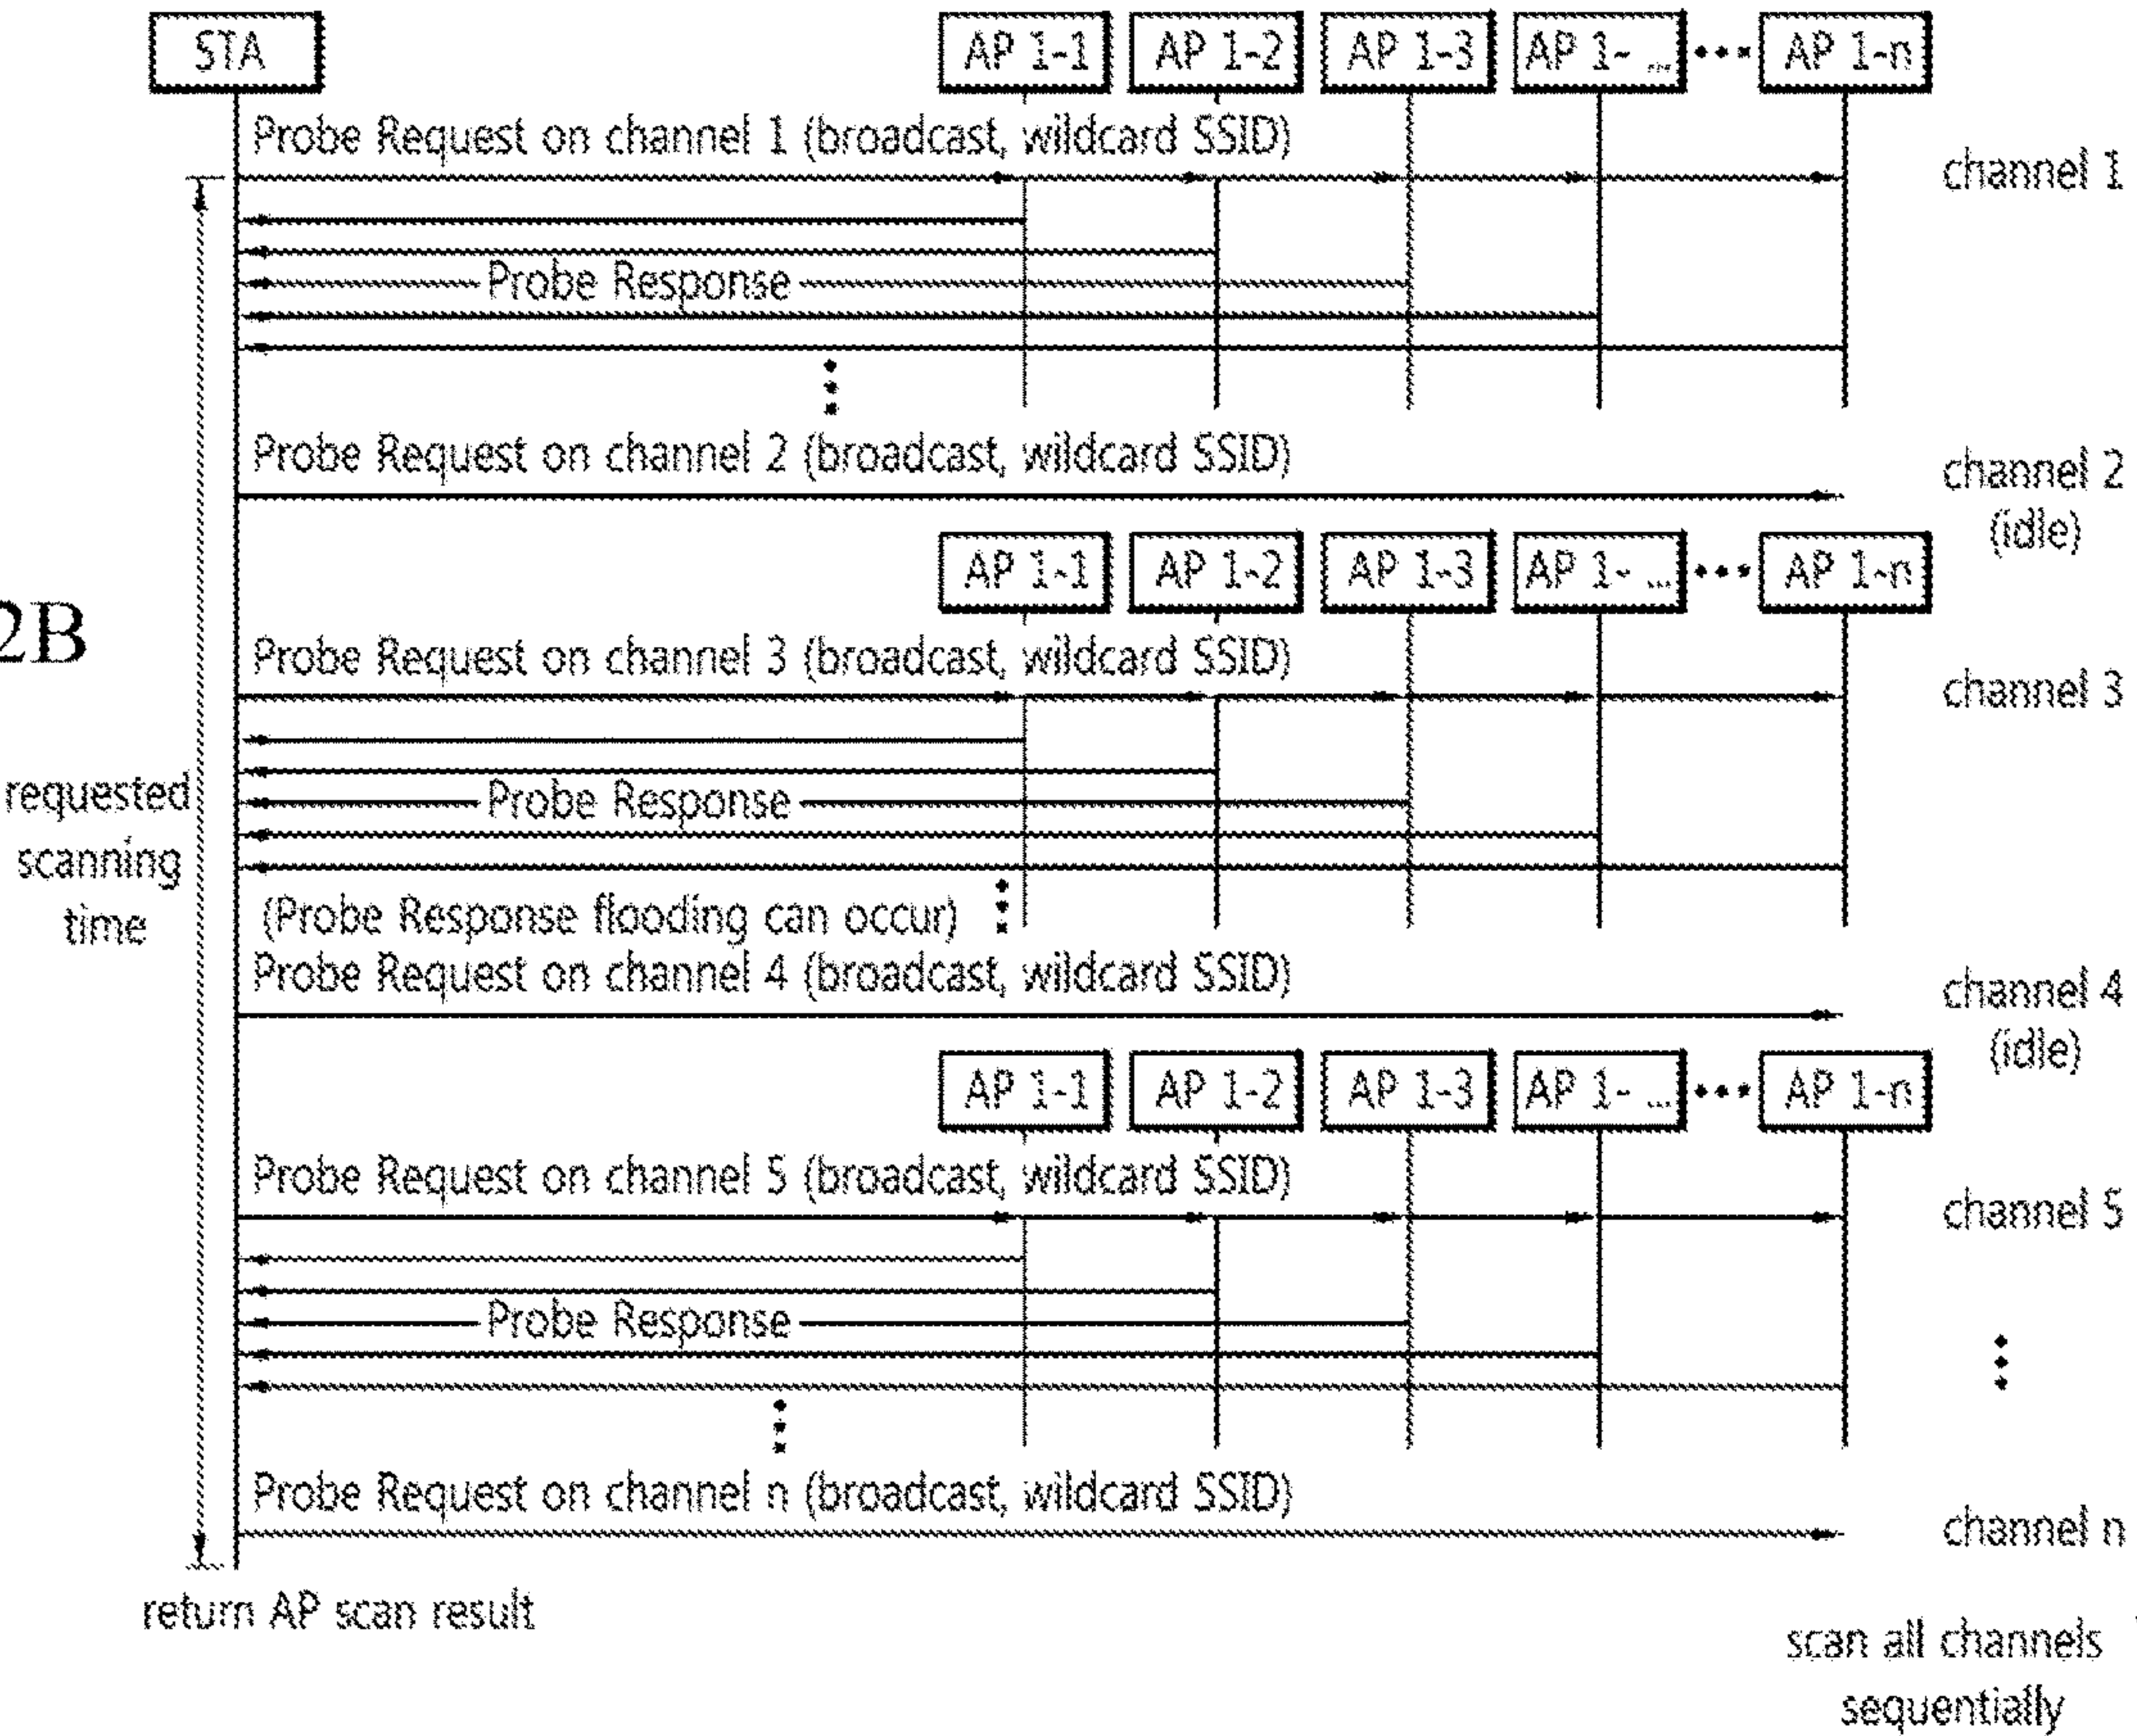 STA AP 1-1 AP 1-2 AP 1-3 AP 1- ... AP 1-n
Probe Request on channel 1 (broadcast, wildcard SSID)
channel 1
Probe Response
Probe Request on channel 2 (broadcast, wildcard SSID)
channel 2
(idle)
AP 1-1 AP 1-2 AP 1-3 AP 1- ... AP 1-n
2B
Probe Request on channel 3 (broadcast, wildcard SSID)
channel 3
requested
scanning
time
Probe Response
(Probe Response flooding can occur)
Probe Request on channel 4 (broadcast, wildcard SSID)
channel 4
(idle)
AP 1-1 AP 1-2 AP 1-3 AP 1- ... AP 1-n
Probe Request on channel 5 (broadcast, wildcard SSID)
channel 5
Probe Response
Probe Request on channel n (broadcast, wildcard SSID)
channel n
return AP scan result
scan all channels
sequentially